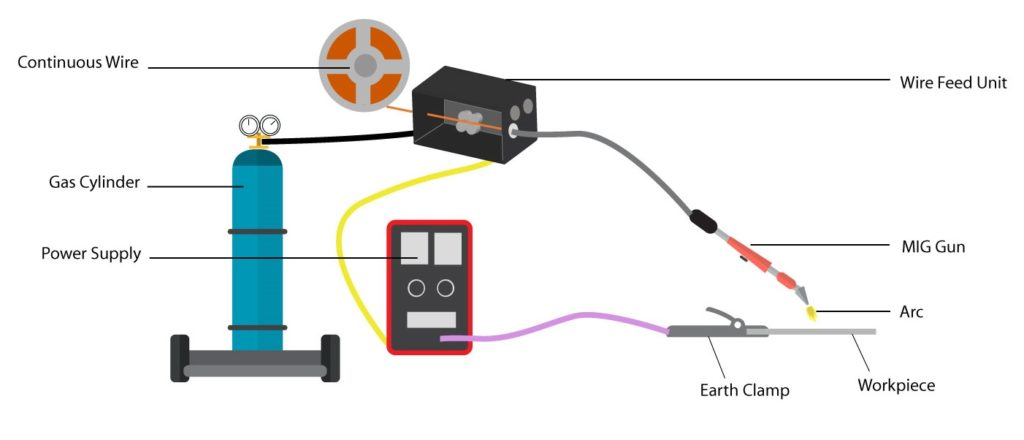 Continuous Wire
Wire Feed Unit
Gas Cylinder
Power Supply
MIG Gun
Arc
Earth Clamp
Workpiece